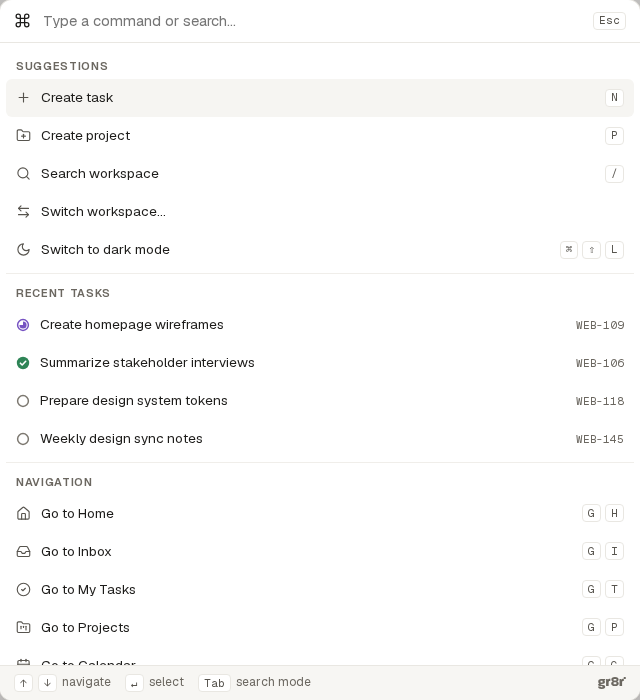 ⌘ Type a command or search... Esc
SUGGESTIONS
Create task N
Create project P
Search workspace /
Switch workspace...
Switch to dark mode ⌘ ⇧ L
RECENT TASKS
Create homepage wireframes WEB-109
Summarize stakeholder interviews WEB-106
Prepare design system tokens WEB-118
Weekly design sync notes WEB-145
NAVIGATION
Go to Home G H
Go to Inbox G I
Go to My Tasks G T
Go to Projects G P
Go to Calendar
↑ ↓ navigate ↵ select Tab search mode gr8r